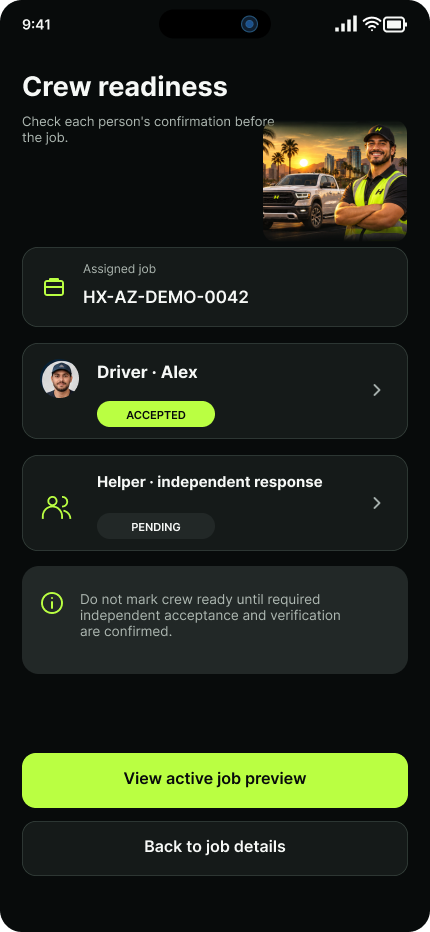 9:41
Crew readiness
Check each person's confirmation before
the job.
Assigned job
HX-AZ-DEMO-0042
Driver · Alex
ACCEPTED
Helper · independent response
PENDING
Do not mark crew ready until required
independent acceptance and verification
are confirmed.
View active job preview
Back to job details